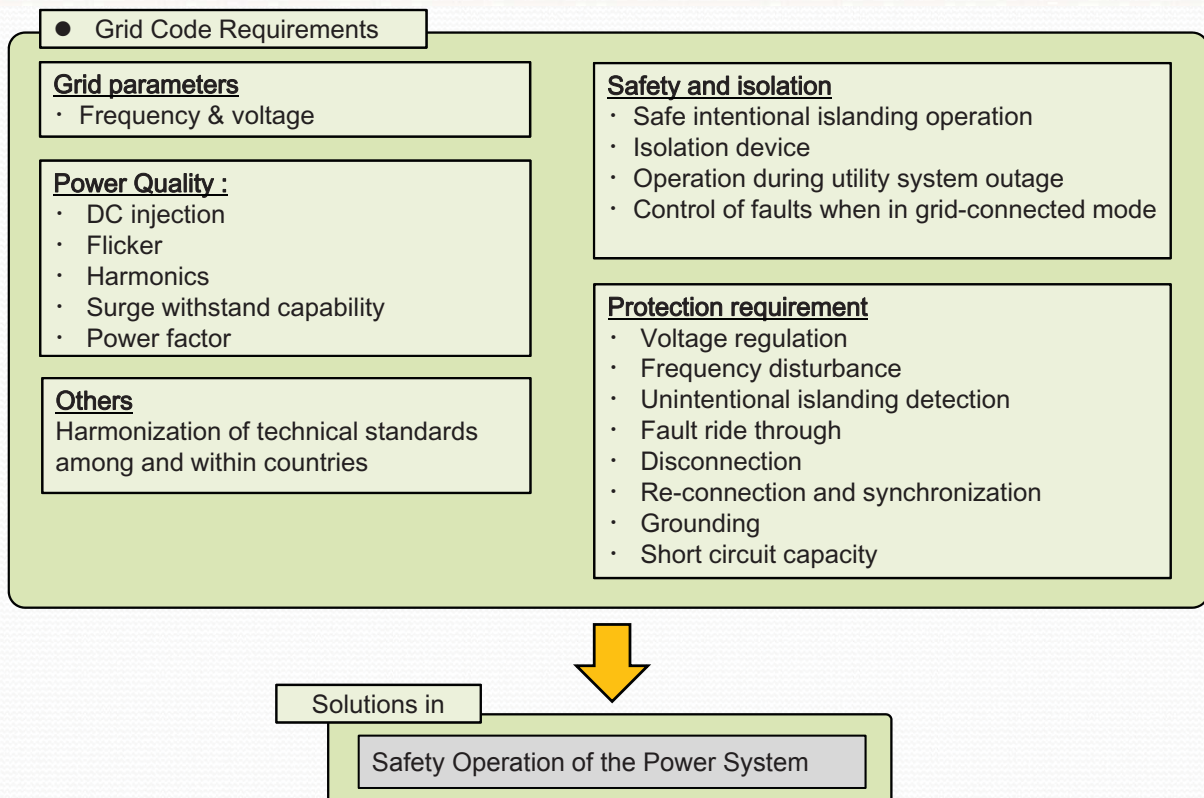 ● Grid Code Requirements
Grid parameters
・ Frequency & voltage
Power Quality :
・ DC injection
・ Flicker
・ Harmonics
・ Surge withstand capability
・ Power factor
Others
Harmonization of technical standards
among and within countries
Safety and isolation
・ Safe intentional islanding operation
・ Isolation device
・ Operation during utility system outage
・ Control of faults when in grid-connected mode
Protection requirement
・ Voltage regulation
・ Frequency disturbance
・ Unintentional islanding detection
・ Fault ride through
・ Disconnection
・ Re-connection and synchronization
・ Grounding
・ Short circuit capacity
Solutions in
Safety Operation of the Power System